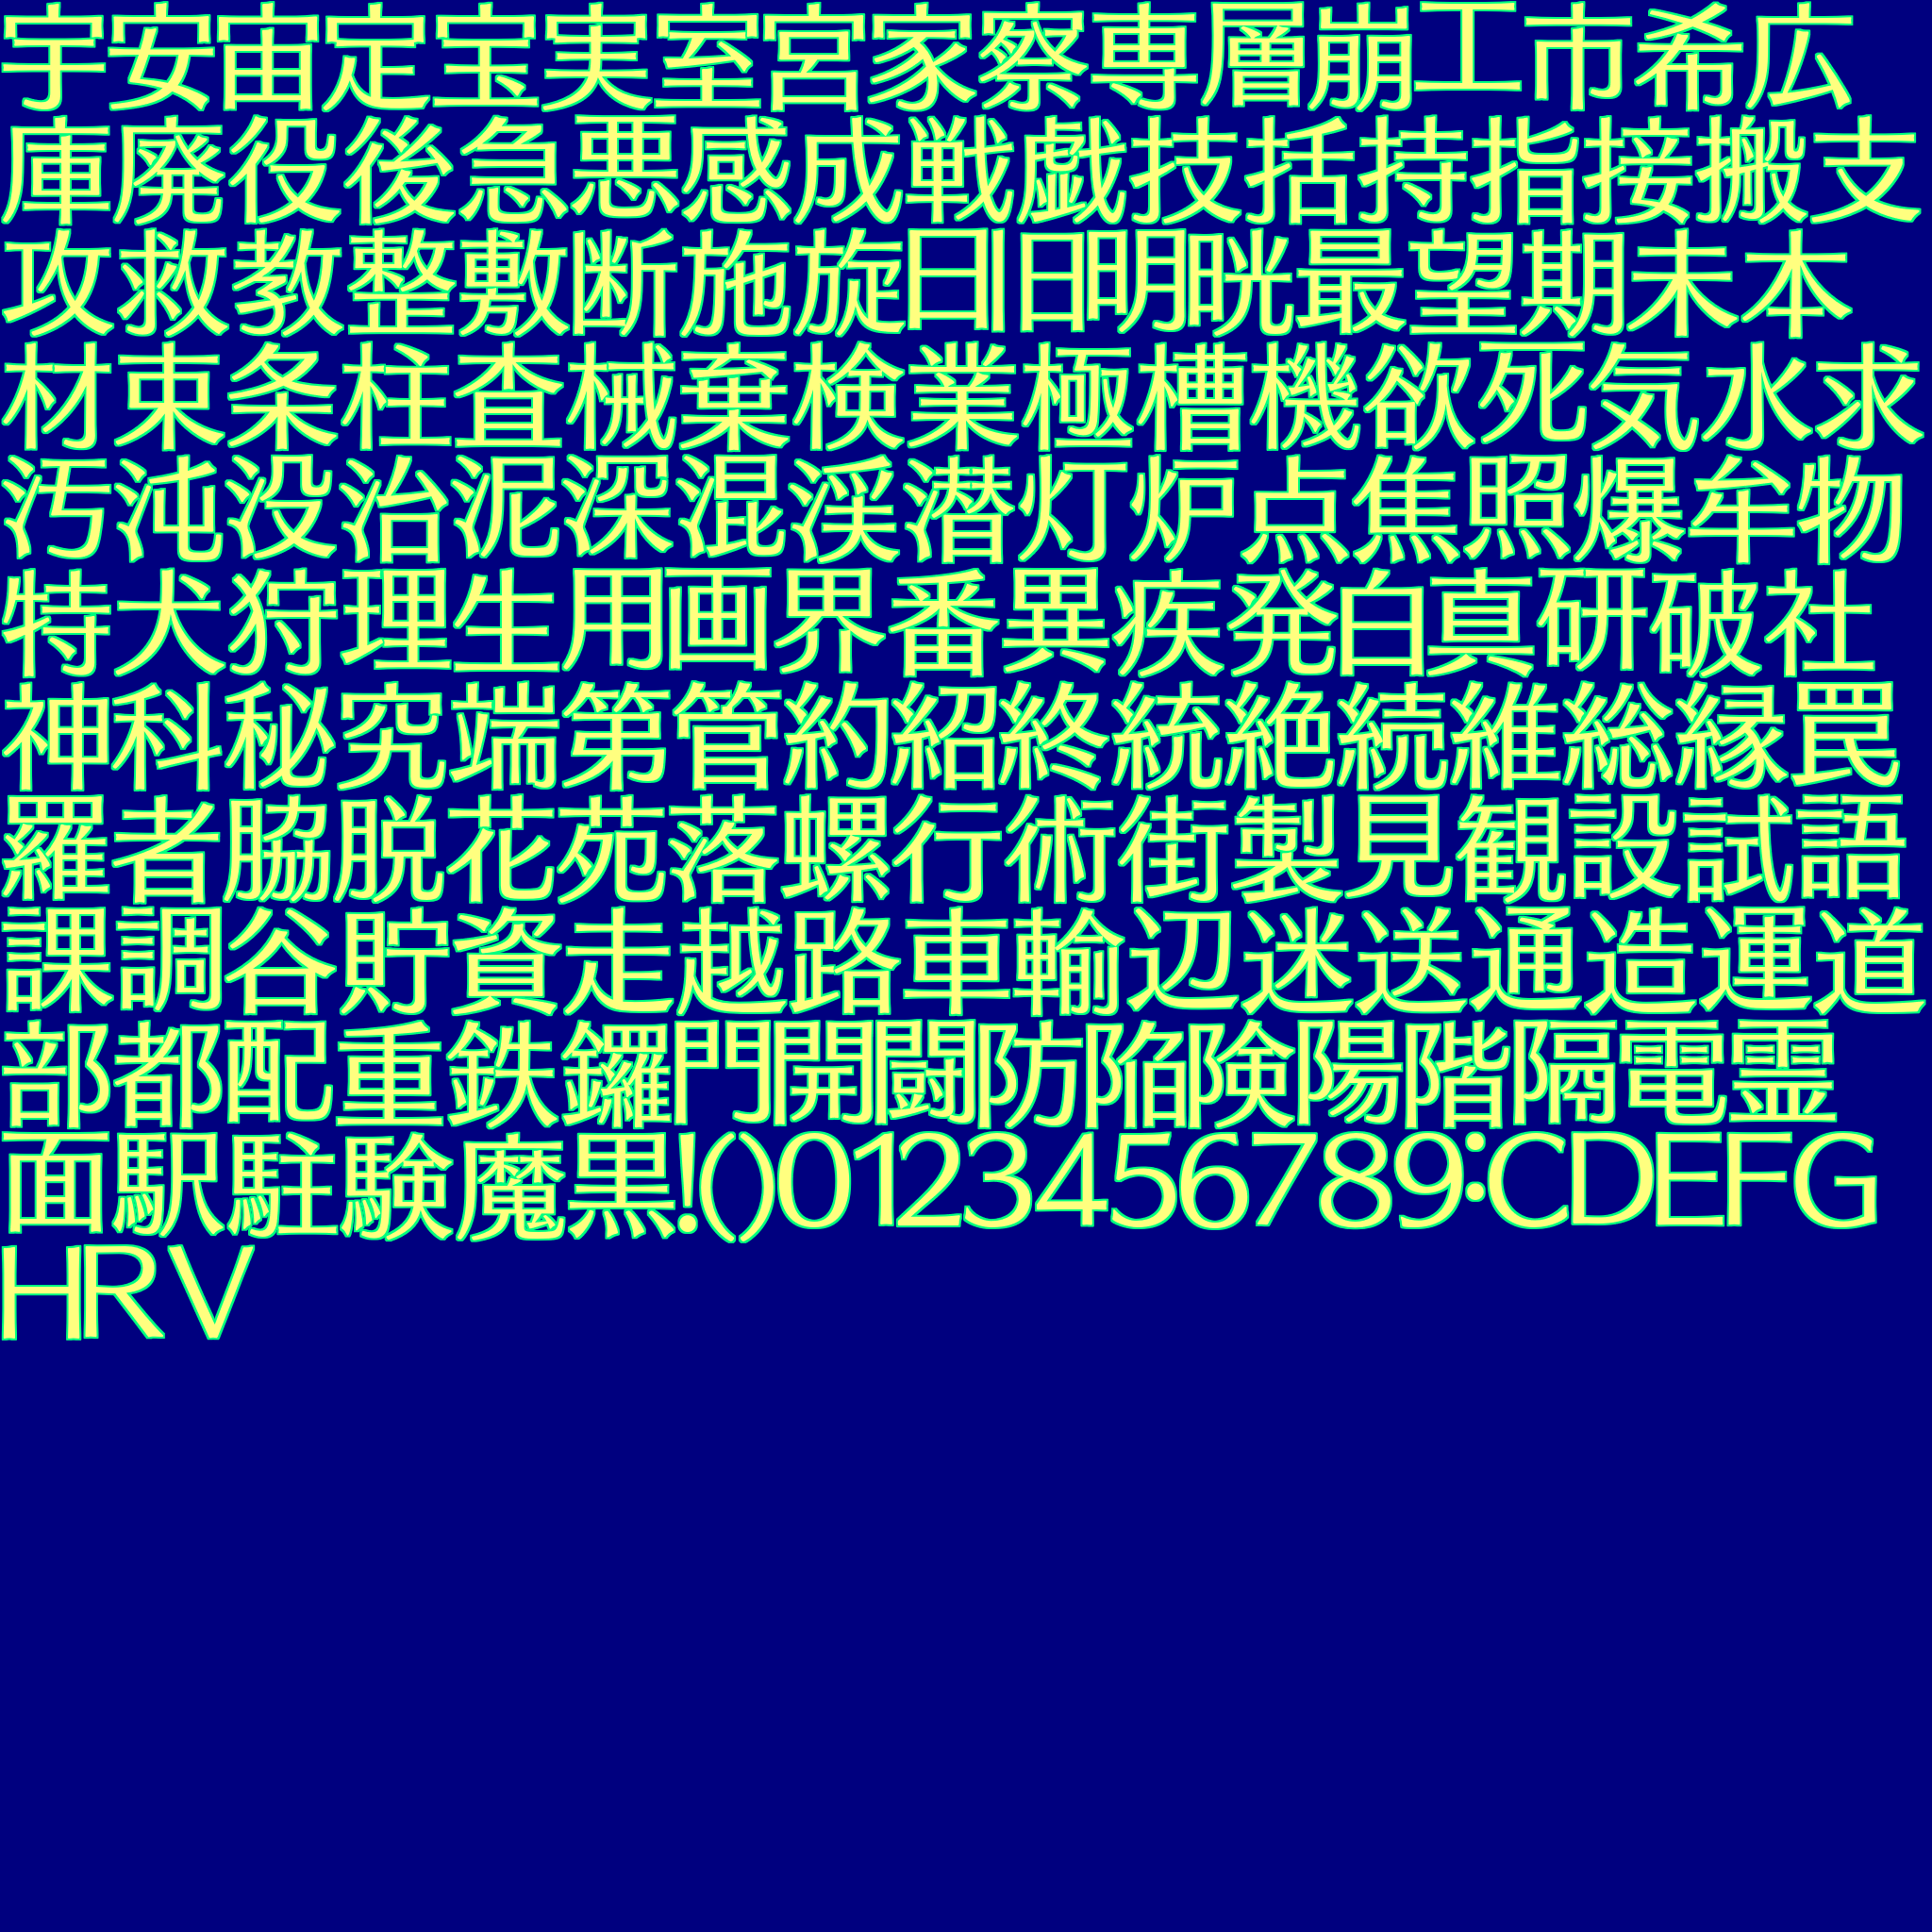 宇安宙定宝実室宮家察専層崩工市希広
庫廃役後急悪感成戦戯技括持指接搬支
攻救教整敷断施旋日旧明晄最望期未本
材束条柱査械棄検業極槽機欲死気水求
汚沌没治泥深混渓潜灯炉点焦照爆牟物
特犬狩理生用画界番異疾発白真研破社
神科秘究端第管約紹終統絶続維総縁罠
羅者脇脱花苑落螺行術街製見観設試語
課調谷貯資走越路車輸辺迷送通造運道
部都配重鉄鑼門開闘防陥険陽階隔電霊
面駅駐験魔黒!()0123456789:CDEFG
HRV